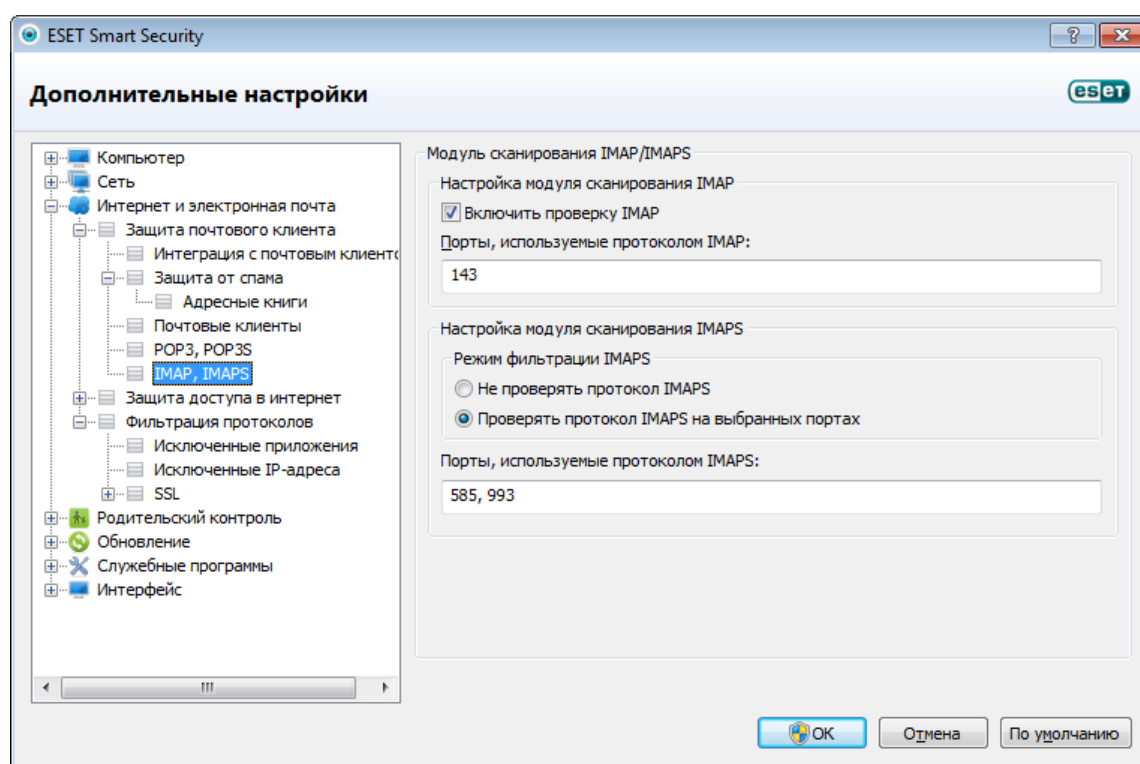 ESET Smart Security
Дополнительные настройки
eset
Компьютер
Сеть
Интернет и электронная почта
Защита почтового клиента
Интеграция с почтовым клиенто
Защита от спама
Адресные книги
Почтовые клиенты
POP3, POP3S
IMAP, IMAPS
Защита доступа в интернет
Фильтрация протоколов
Исключенные приложения
Исключенные IP-адреса
SSL
Родительский контроль
Обновление
Служебные программы
Интерфейс
Модуль сканирования IMAP/IMAPS
Настройка модуля сканирования IMAP
Включить проверку IMAP
Порты, используемые протоколом IMAP:
143
Настройка модуля сканирования IMAPS
Режим фильтрации IMAPS
Не проверять протокол IMAPS
Проверять протокол IMAPS на выбранных портах
Порты, используемые протоколом IMAPS:
585, 993
OK
Отмена
По умолчанию